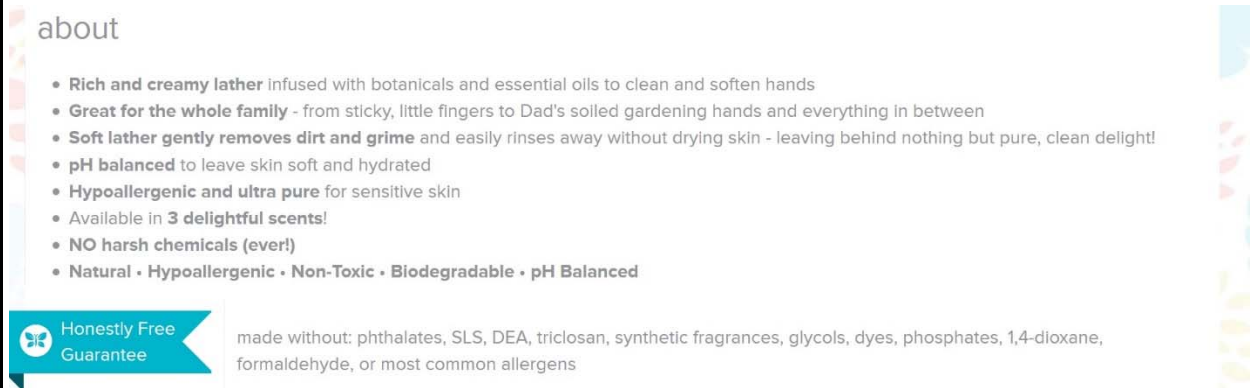 about
• Rich and creamy lather infused with botanicals and essential oils to clean and soften hands
• Great for the whole family - from sticky, little fingers to Dad's soiled gardening hands and everything in between
• Soft lather gently removes dirt and grime and easily rinses away without drying skin - leaving behind nothing but pure, clean delight!
• pH balanced to leave skin soft and hydrated
• Hypoallergenic and ultra pure for sensitive skin
• Available in 3 delightful scents!
• NO harsh chemicals (ever!)
• Natural • Hypoallergenic • Non-Toxic • Biodegradable • pH Balanced
Honestly Free
Guarantee
made without: phthalates, SLS, DEA, triclosan, synthetic fragrances, glycols, dyes, phosphates, 1,4-dioxane,
formaldehyde, or most common allergens